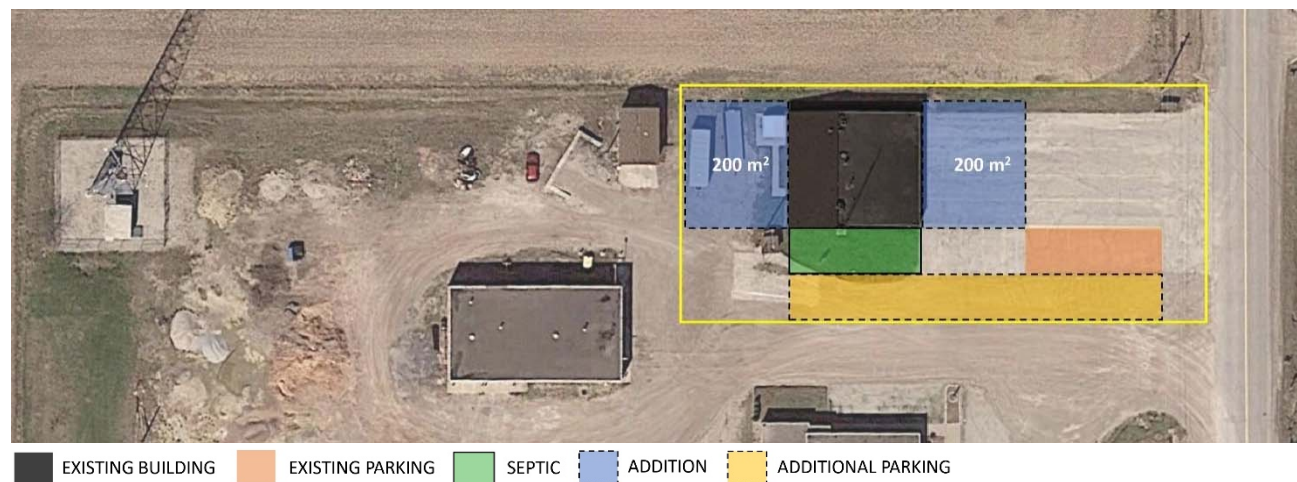 200 m²
200 m²
EXISTING BUILDING
EXISTING PARKING
SEPTIC
ADDITION
ADDITIONAL PARKING